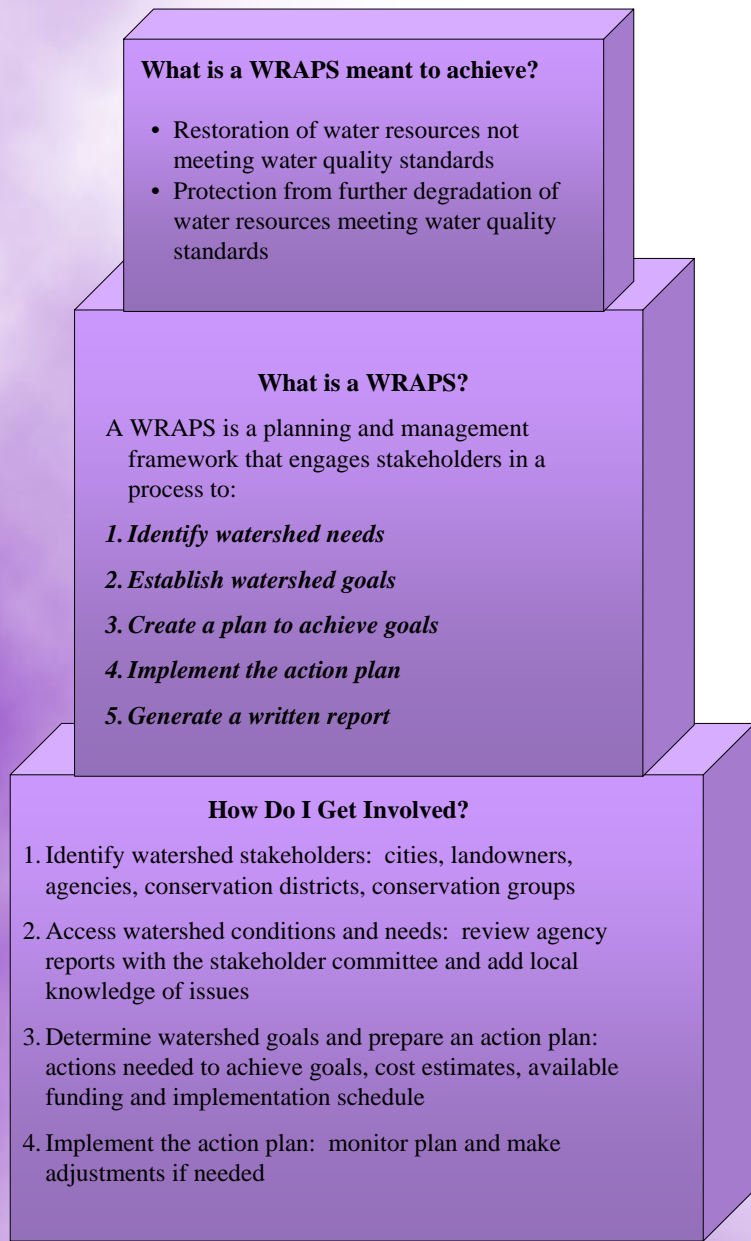 What is a WRAPS meant to achieve?
• Restoration of water resources not
meeting water quality standards
• Protection from further degradation of
water resources meeting water quality
standards
What is a WRAPS?
A WRAPS is a planning and management
framework that engages stakeholders in a
process to:
1. Identify watershed needs
2. Establish watershed goals
3. Create a plan to achieve goals
4. Implement the action plan
5. Generate a written report
How Do I Get Involved?
1. Identify watershed stakeholders: cities, landowners,
agencies, conservation districts, conservation groups
2. Access watershed conditions and needs: review agency
reports with the stakeholder committee and add local
knowledge of issues
3. Determine watershed goals and prepare an action plan:
actions needed to achieve goals, cost estimates, available
funding and implementation schedule
4. Implement the action plan: monitor plan and make
adjustments if needed